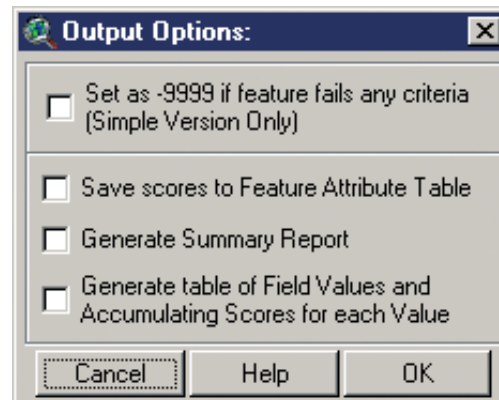 Output Options:
Set as -9999 if feature fails any criteria
(Simple Version Only)
Save scores to Feature Attribute Table
Generate Summary Report
Generate table of Field Values and
Accumulating Scores for each Value
Cancel Help OK